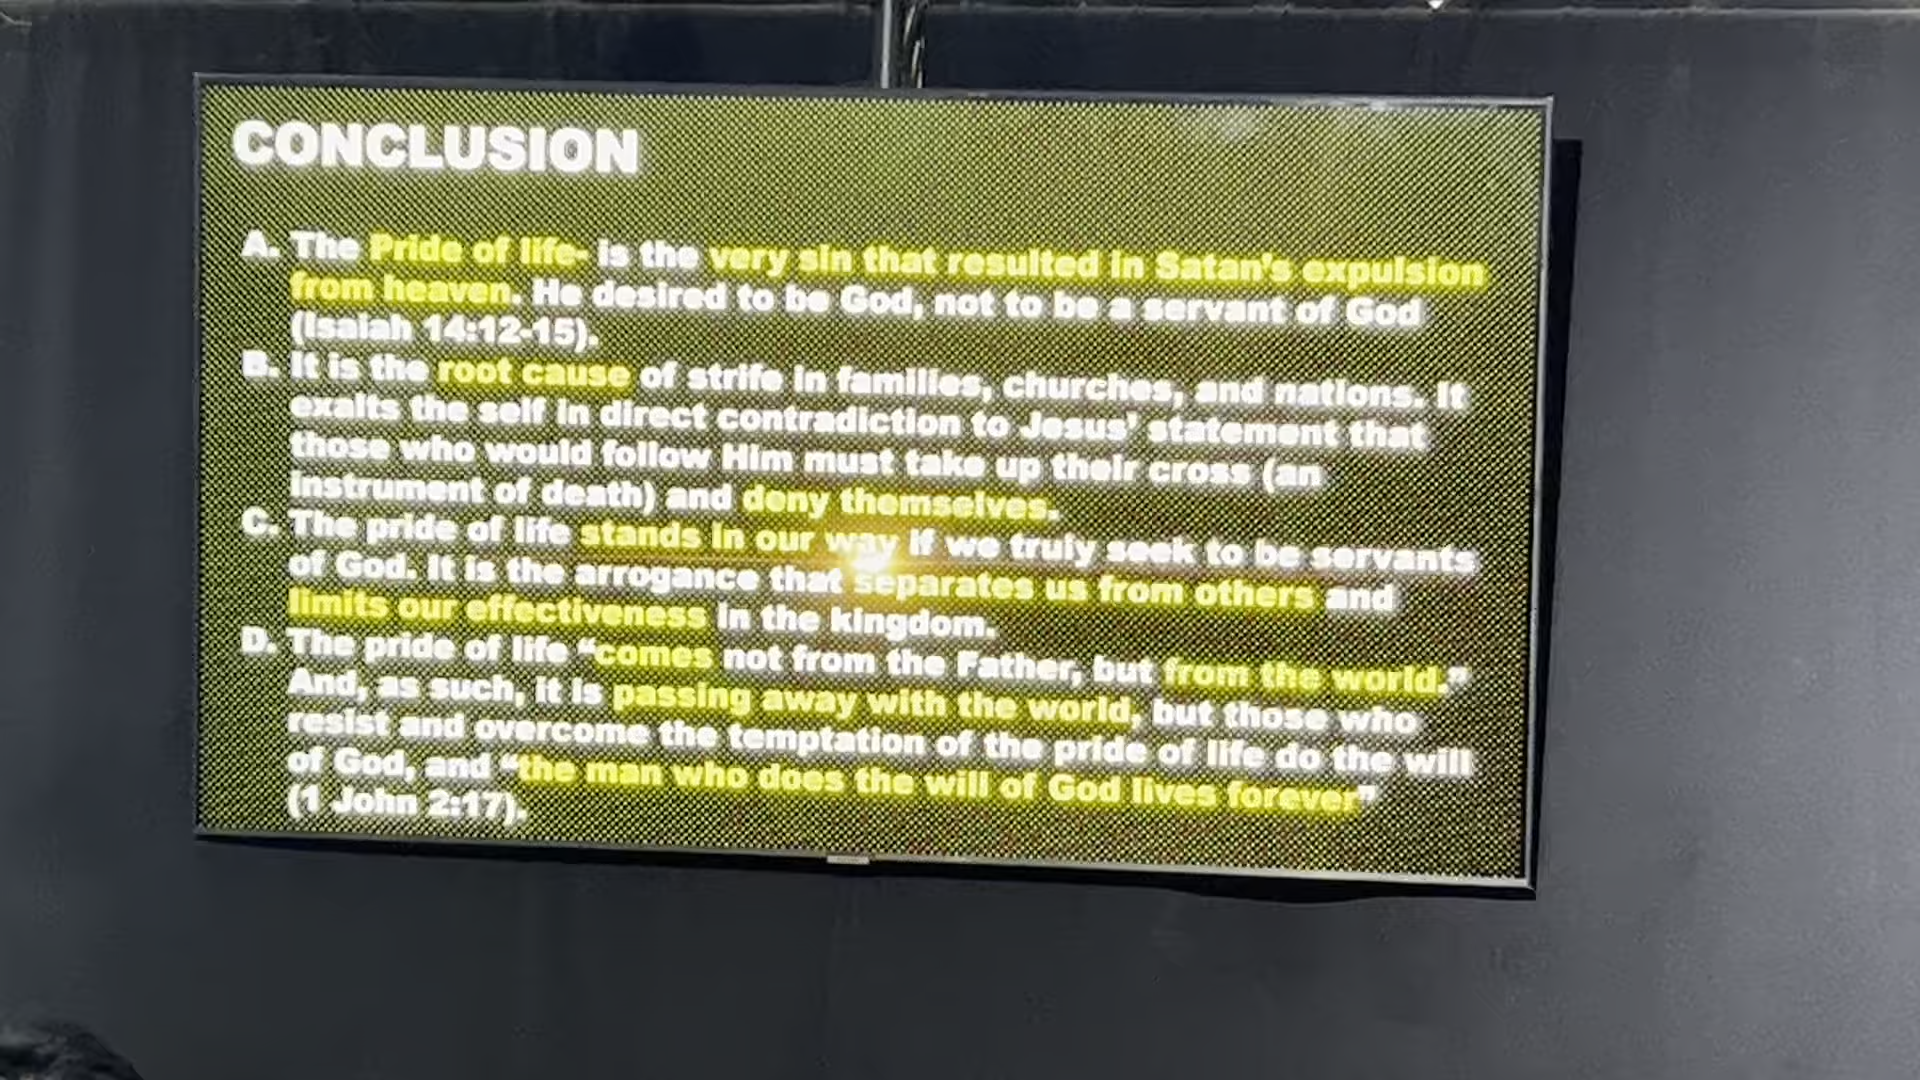 CONCLUSION
A. The Pride of life- is the very sin that resulted in Satan's expulsion
from heaven. He desired to be God, not to be a servant of God
(Isaiah 14:12-15).
B. It is the root cause of strife in families, churches, and nations. It
exalts the self in direct contradiction to Jesus' statement that
those who would follow Him must take up their cross (an
instrument of death) and deny themselves.
C. The pride of life stands in our way if we truly seek to be servants
of God. It is the arrogance that separates us from others and
limits our effectiveness in the kingdom.
D. The pride of life “comes not from the Father, but from the world.”
And, as such, it is passing away with the world, but those who
resist and overcome the temptation of the pride of life do the will
of God, and “the man who does the will of God lives forever”
(1 John 2:17).